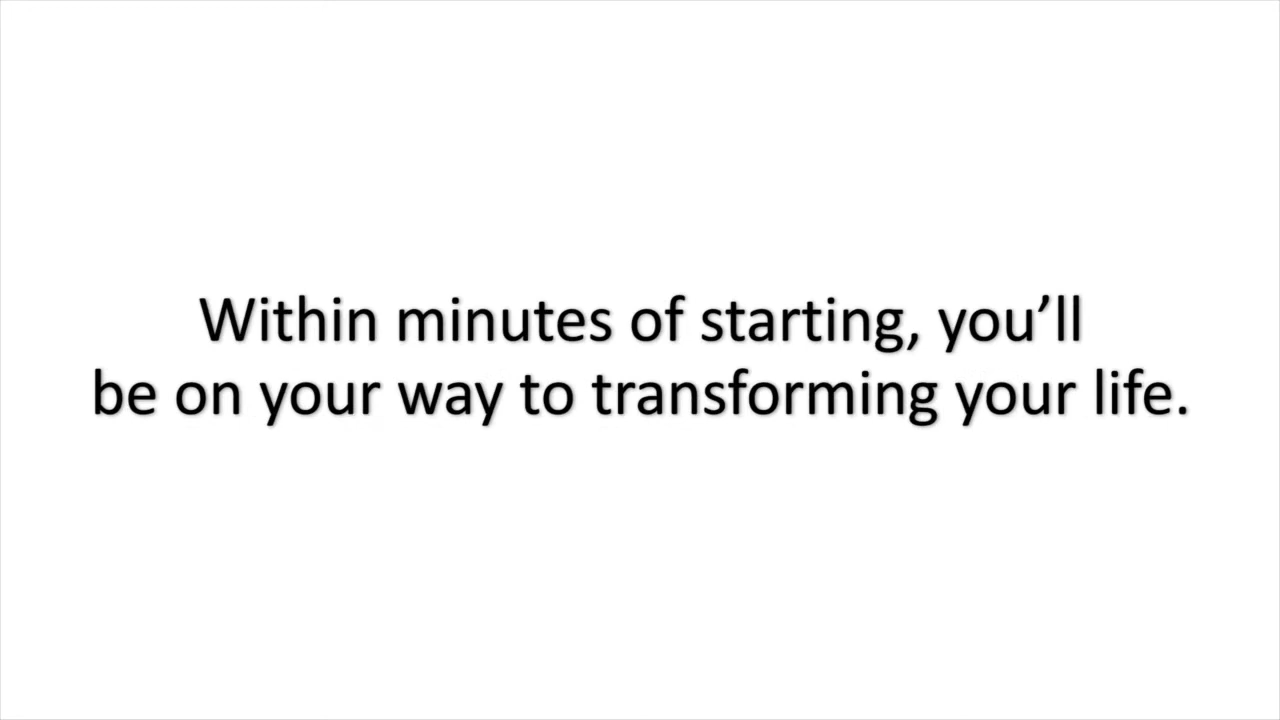 Within minutes of starting, you’ll
be on your way to transforming your life.